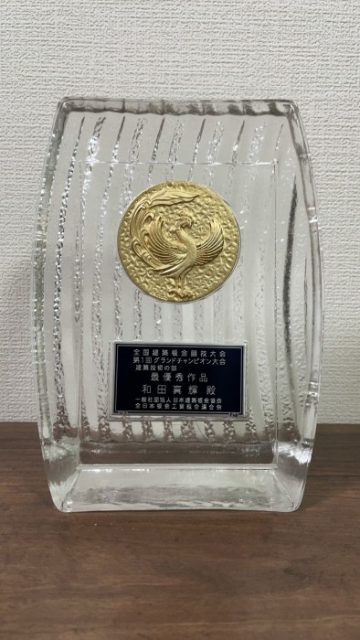 全国建築板金競技大会
第1回グランドチャンピオン大会
建築技術の部
最優秀作品
和田真輝殿
一般社団法人日本建築板金協会
全日本板金工業組合連合会